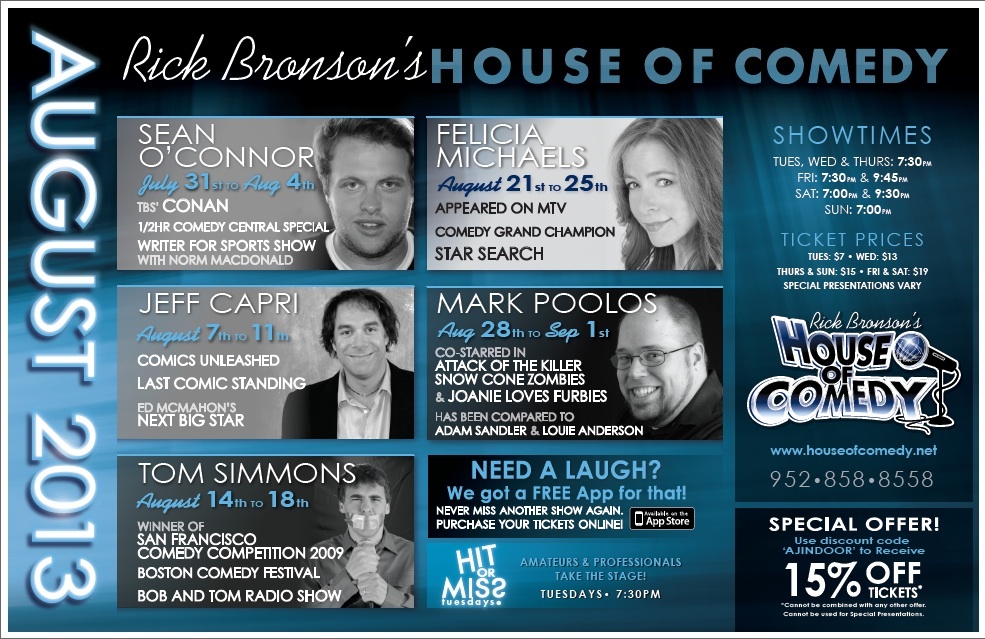 AUGUST 2013
Rick Bronson's HOUSE OF COMEDY
SEAN
O'CONNOR
July 31st TO Aug 4th
TBS' CONAN
1/2HR COMEDY CENTRAL SPECIAL
WRITER FOR SPORTS SHOW
WITH NORM MACDONALD
JEFF CAPRI
August 7th TO 11th
COMICS UNLEASHED
LAST COMIC STANDING
ED MCMAHON'S
NEXT BIG STAR
TOM SIMMONS
August 14th TO 18th
WINNER OF
SAN FRANCISCO
COMEDY COMPETITION 2009
BOSTON COMEDY FESTIVAL
BOB AND TOM RADIO SHOW
FELICIA
MICHAELS
August 21st TO 25th
APPEARED ON MTV
COMEDY GRAND CHAMPION
STAR SEARCH
MARK POOLOS
Aug 28th TO Sep 1st
CO-STARRED IN
ATTACK OF THE KILLER
SNOW CONE ZOMBIES
& JOANIE LOVES FURBIES
HAS BEEN COMPARED TO
ADAM SANDLER & LOUIE ANDERSON
NEED A LAUGH?
We got a FREE App for that!
NEVER MISS ANOTHER SHOW AGAIN.
PURCHASE YOUR TICKETS ONLINE!
Available on the
App Store
HIT
OR
MISS
tuesdays•
AMATEURS & PROFESSIONALS
TAKE THE STAGE!
TUESDAYS • 7:30PM
SHOWTIMES
TUES, WED & THURS: 7:30PM
FRI: 7:30PM & 9:45PM
SAT: 7:00PM & 9:30PM
SUN: 7:00PM
TICKET PRICES
TUES: $7 • WED: $13
THURS & SUN: $15 • FRI & SAT: $19
SPECIAL PRESENTATIONS VARY
Rick Bronson's
HOUSE
OF
COMEDY
www.houseofcomedy.net
952•858•8558
SPECIAL OFFER!
Use discount code
'AJINDOOR' to Receive
15% OFF
TICKETS*
*Cannot be combined with any other offer.
Cannot be used for Special Presentations.